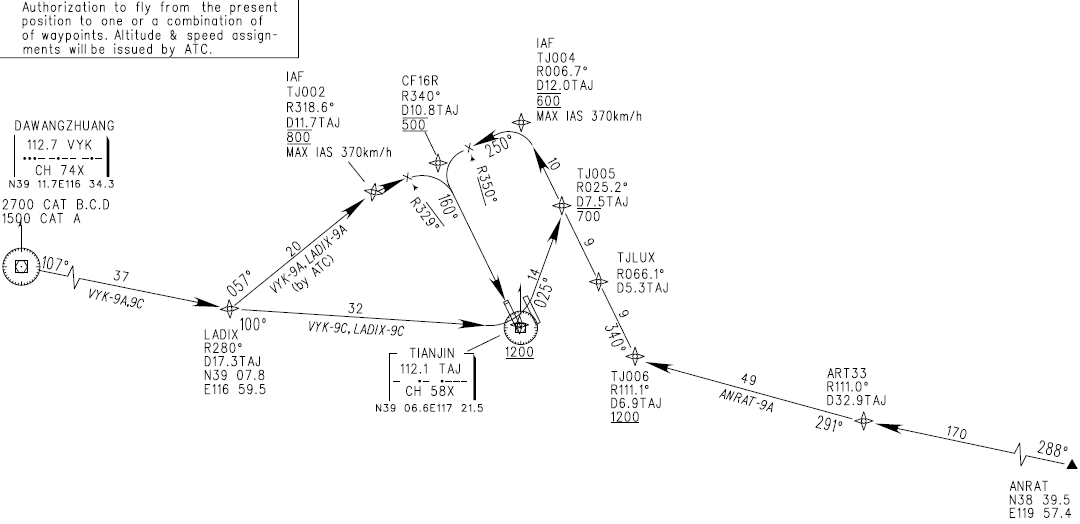 Authorization to fly from the present
position to one or a combination of
of waypoints. Altitude & speed assign-
ments will be issued by ATC.
DAWANGZHUANG
112.7 VYK
CH 74X
N39 11.7E116 34.3
2700 CAT B.C.D
1500 CAT A
107°
37
VYK-9A,9C
LADIX
R280°
D17.3TAJ
N39 07.8
E116 59.5
057°
20
VYK-9A, LADIX-9A
(by ATC)
100°
32
VYK-9C, LADIX-9C
IAF
TJ002
R318.6°
D11.7TAJ
800
MAX IAS 370km/h
R329°
CF16R
R340°
D10.8TAJ
500
160°
R350°
250°
IAF
TJ004
R006.7°
D12.0TAJ
600
MAX IAS 370km/h
10
TJ005
R025.2°
D7.5TAJ
700
9
TJLUX
R066.1°
D5.3TAJ
9
340°
14
025°
1200
TIANJIN
112.1 TAJ
CH 58X
N39 06.6E117 21.5
TJ006
R111.1°
D6.9TAJ
1200
49
ANRAT-9A
291°
ART33
R111.0°
D32.9TAJ
170
288°
ANRAT
N38 39.5
E119 57.4